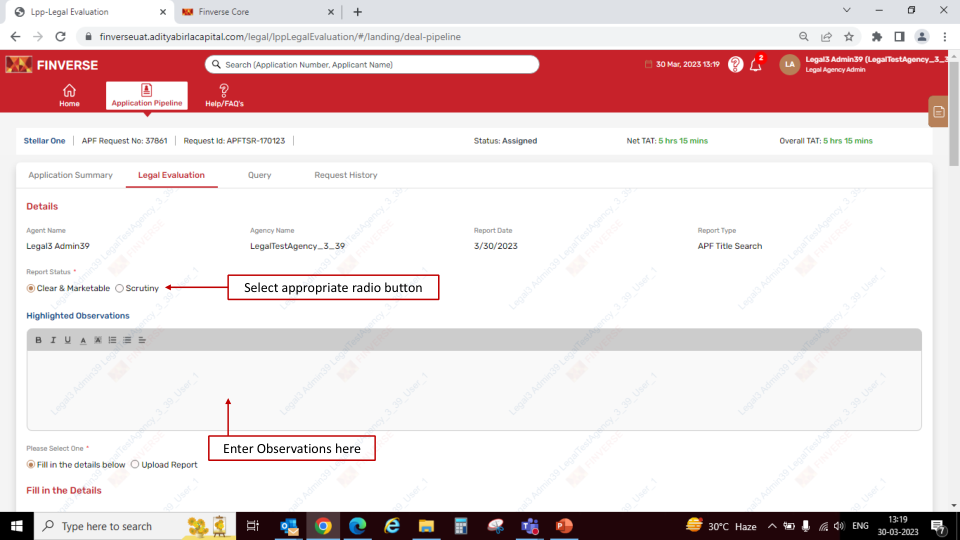 Lpp-Legal Evaluation
Finverse Core
finverseuat.adityabirlacapital.com/legal/lppLegalEvaluation/#/landing/deal-pipeline
FINVERSE
Search (Application Number, Applicant Name)
30 Mar, 2023 13:19
2
LA
Legal3 Admin39 (LegalTestAgency_3_3
Legal Agency Admin
Home
Application Pipeline
Help/FAQ's
Stellar One
APF Request No: 37861
Request Id: APFTSR-170123
Status: Assigned
Net TAT: 5 hrs 15 mins
Overall TAT: 5 hrs 15 mins
Application Summary
Legal Evaluation
Query
Request History
Details
Agent Name
Agency Name
Report Date
Report Type
Legal3 Admin39
LegalTestAgency_3_39
3/30/2023
APF Title Search
Report Status *
Clear & Marketable
Scrutiny
Select appropriate radio button
Highlighted Observations
B I U A A
Enter Observations here
Please Select One *
Fill in the details below
Upload Report
Fill in the Details
Type here to search
30°C Haze
ENG
13:19
30-03-2023
7